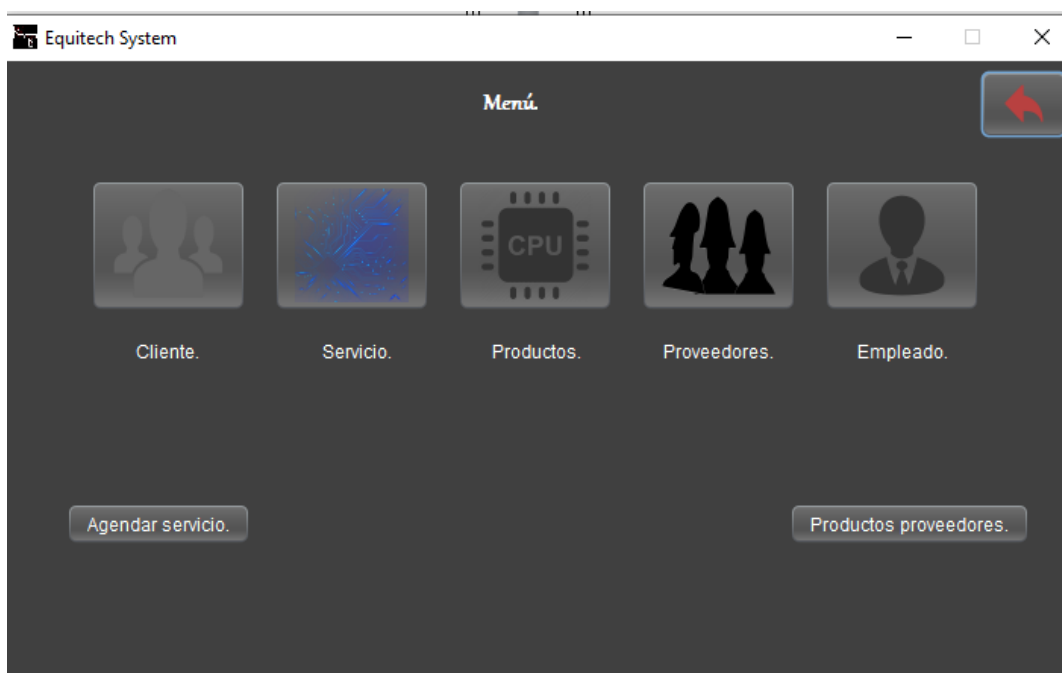 Equitech System
Menú.
CPU
Cliente. Servicio. Productos. Proveedores. Empleado.
Agendar servicio. Productos proveedores.